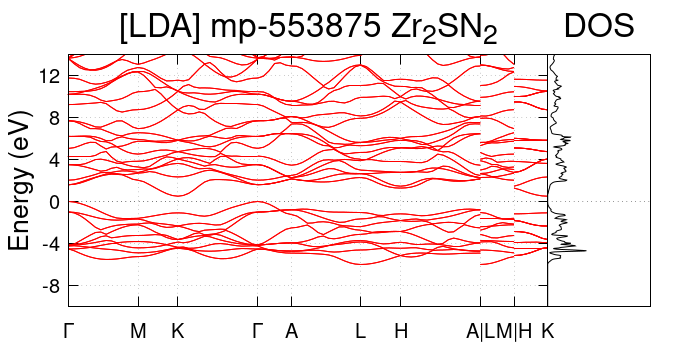 [LDA] mp-553875 Zr₂SN₂ DOS
Energy (eV)
12
8
4
0
-4
-8
Γ M K Γ A L H A|LM|H K